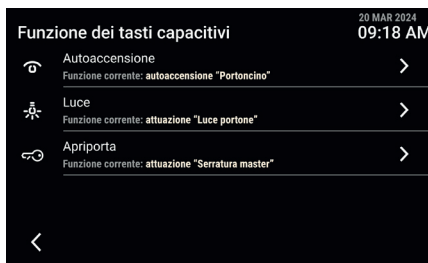 20 MAR 2024
Funzione dei tasti capacitivi
09:18 AM
Autoaccensione
Funzione corrente: autoaccensione "Portoncino"
Luce
Funzione corrente: attuazione "Luce portone"
Apriporta
Funzione corrente: attuazione "Serratura master"